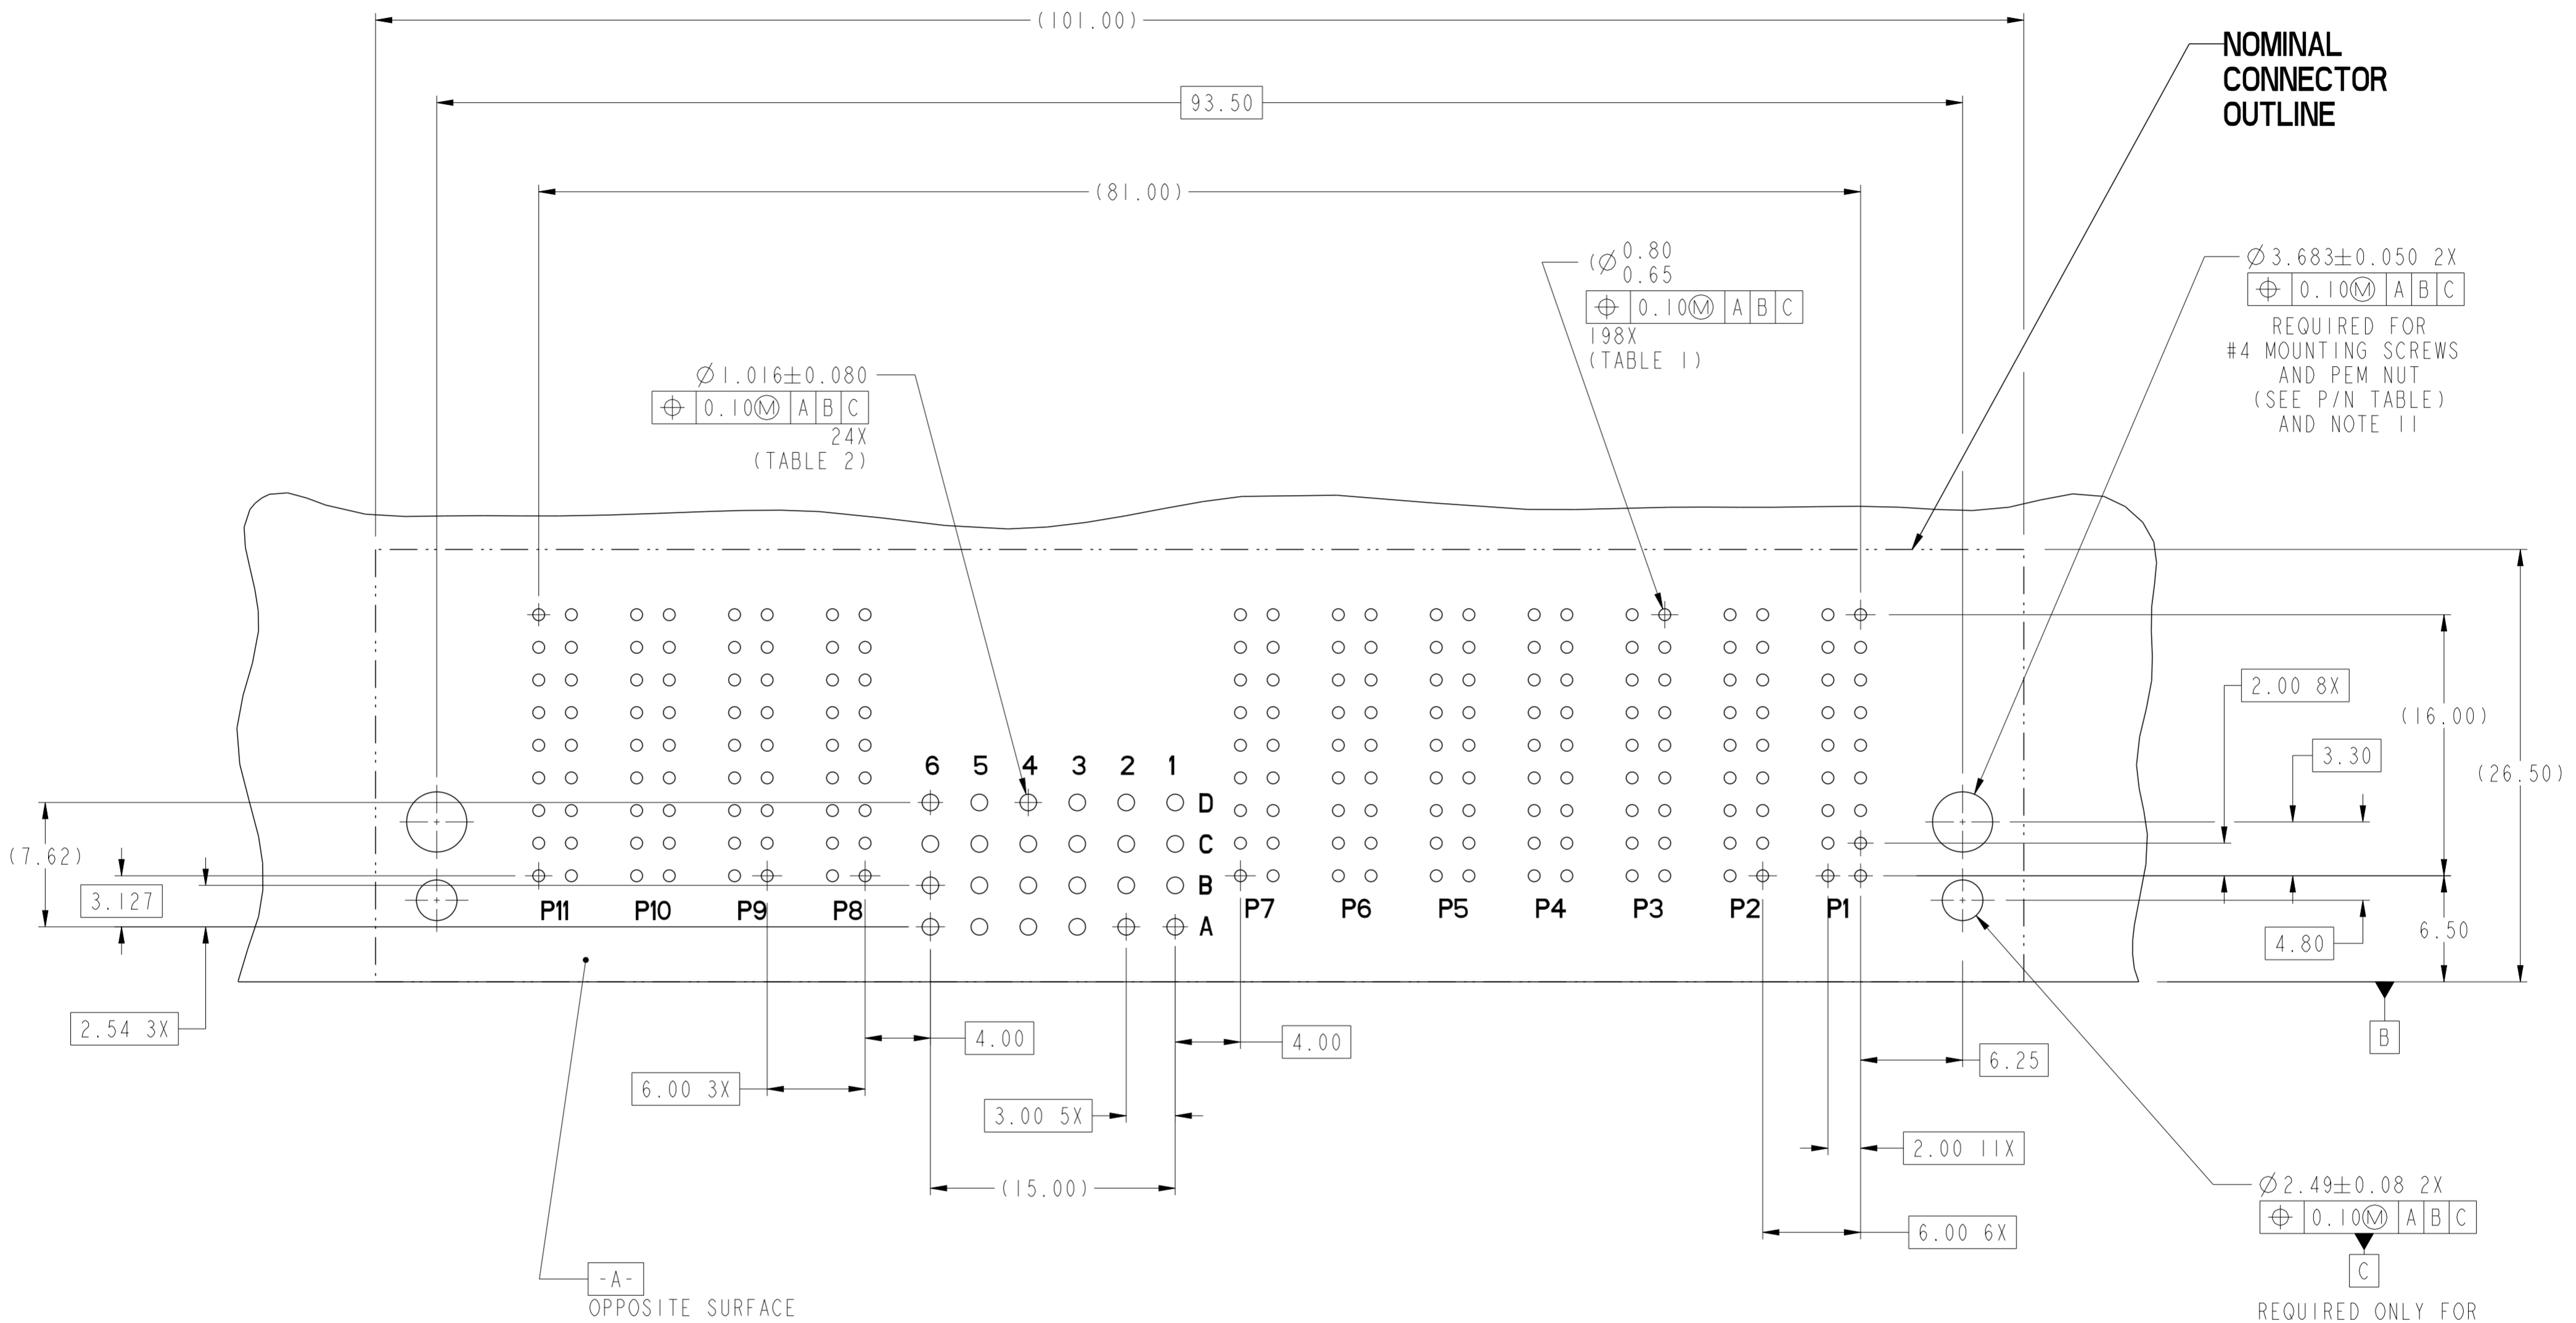 (101.00)
NOMINAL
CONNECTOR
OUTLINE
93.50
(81.00)
(Ø 0.80
0.65
⌖ 0.10Ⓜ A B C
198X
(TABLE 1)
Ø3.683±0.050 2X
⌖ 0.10Ⓜ A B C
REQUIRED FOR
#4 MOUNTING SCREWS
AND PEM NUT
(SEE P/N TABLE)
AND NOTE 11
Ø1.016±0.080
⌖ 0.10Ⓜ A B C
24X
(TABLE 2)
2.00 8X
(16.00)
3.30
(26.50)
6 5 4 3 2 1
D
C
B
A
(7.62)
3.127
P11 P10 P9 P8 P7 P6 P5 P4 P3 P2 P1
6.50
4.80
2.54 3X
4.00
4.00
B
6.25
6.00 3X
3.00 5X
2.00 11X
(15.00)
6.00 6X
Ø2.49±0.08 2X
⌖ 0.10Ⓜ A B C
C
REQUIRED ONLY FOR
-A-
OPPOSITE SURFACE